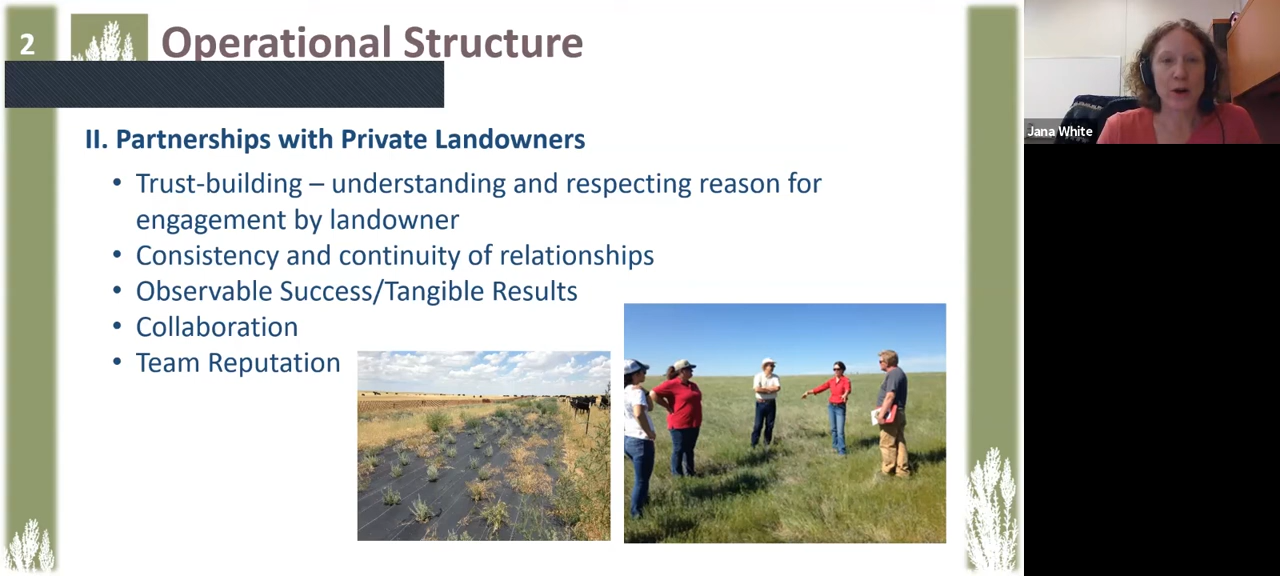 2
Operational Structure
II. Partnerships with Private Landowners
• Trust-building – understanding and respecting reason for
engagement by landowner
• Consistency and continuity of relationships
• Observable Success/Tangible Results
• Collaboration
• Team Reputation
Jana White